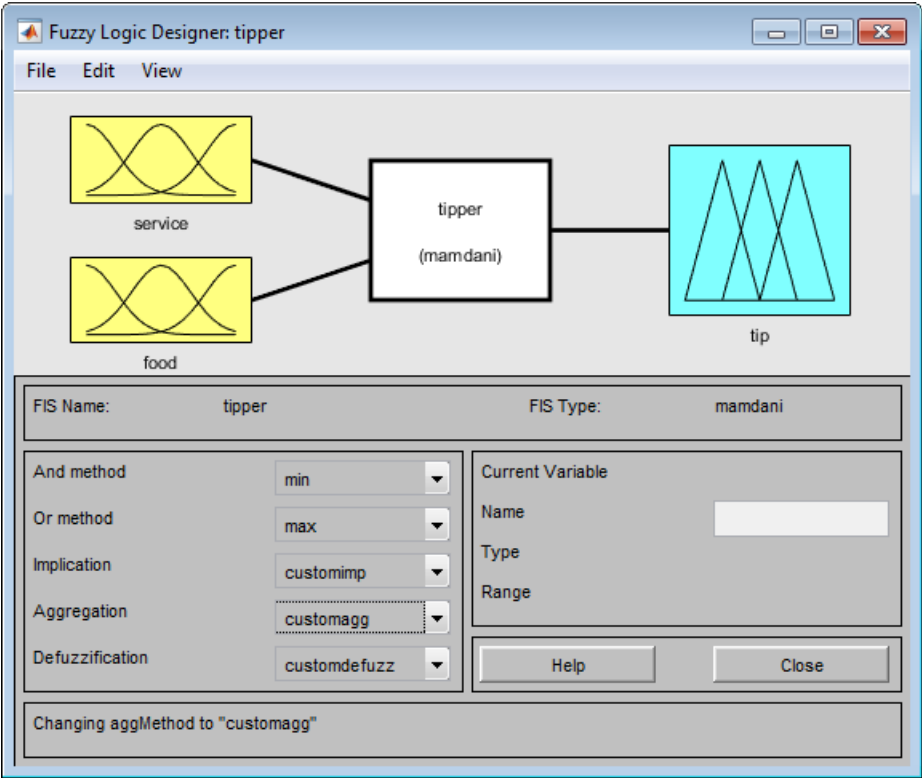 Fuzzy Logic Designer: tipper
File Edit View
service
food
tipper
(mamdani)
tip
FIS Name: tipper FIS Type: mamdani
And method min
Or method max
Implication customimp
Aggregation customagg
Defuzzification customdefuzz
Current Variable
Name
Type
Range
Help Close
Changing aggMethod to "customagg"